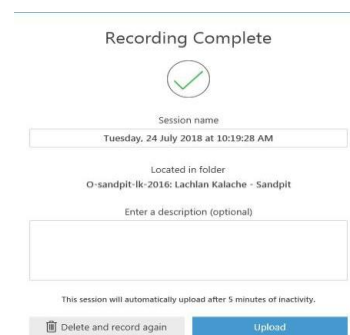 Recording Complete
Session name
Tuesday, 24 July 2018 at 10:19:28 AM
Located in folder
O-sandpit-lk-2016: Lachlan Kalache - Sandpit
Enter a description (optional)
This session will automatically upload after 5 minutes of inactivity.
Delete and record again
Upload